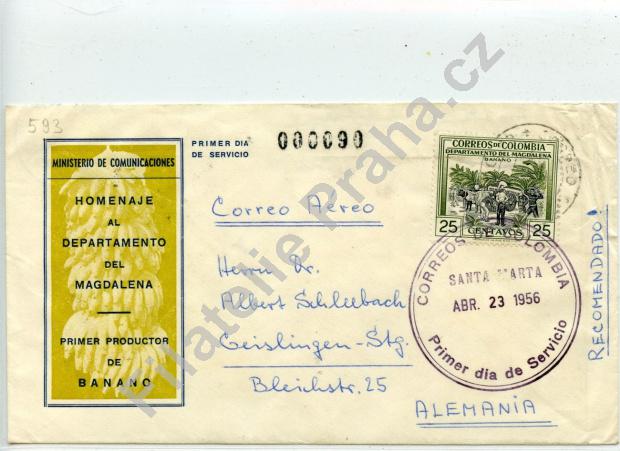 593
PRIMER DIA
DE SERVICIO
000090
MINISTERIO DE COMUNICACIONES
HOMENAJE
AL
DEPARTAMENTO
DEL
MAGDALENA
PRIMER PRODUCTOR
DE
BANANO
Correo Aereo
Herrn Dr.
Albert Schleebach
Geislingen-Stg.
Bleichstr. 25
ALEMANIA
RECOMENDADO!
CORREOS DE COLOMBIA
DEPARTAMENTO DEL MAGDALENA
BANANO
25 CENTAVOS 25
CORREOS COLOMBIA
SANTA MARTA
ABR. 23 1956
Primer dia de Servicio
Filatelie Praha.cz